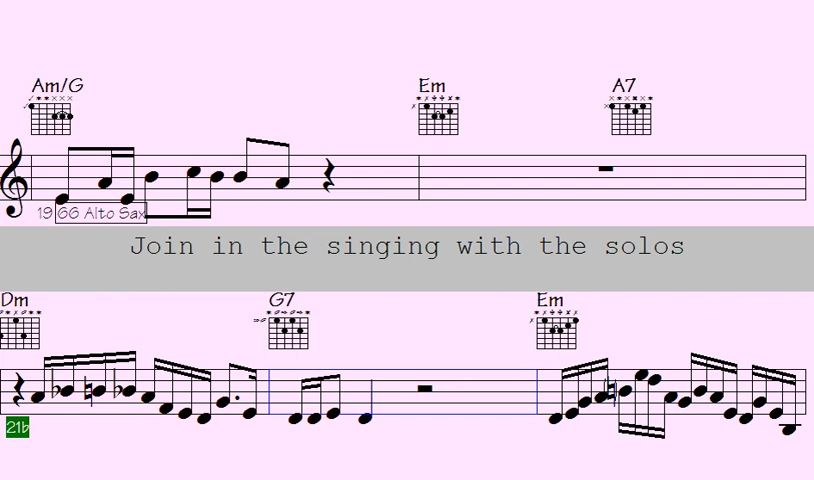 Am/G Em A7
19 66 Alto Sax
Join in the singing with the solos
Dm G7 Em
21b